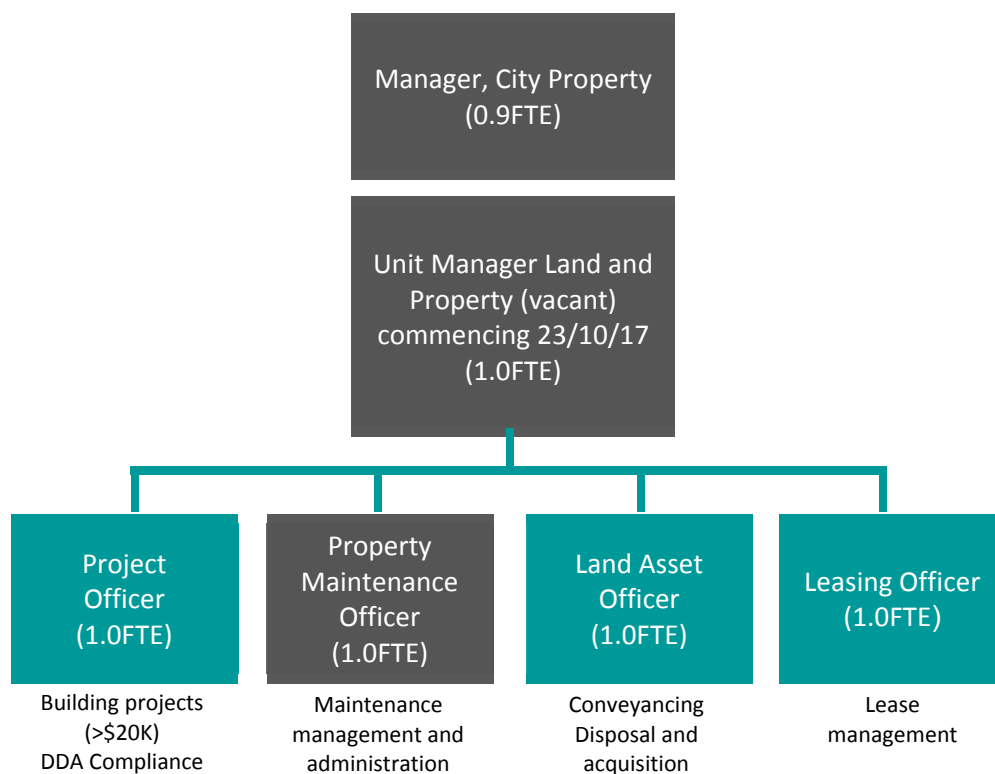 Manager, City Property
(0.9FTE)
Unit Manager Land and
Property (vacant)
commencing 23/10/17
(1.0FTE)
Project
Officer
(1.0FTE)
Property
Maintenance
Officer
(1.0FTE)
Land Asset
Officer
(1.0FTE)
Leasing Officer
(1.0FTE)
Building projects
(>$20K)
DDA Compliance
Maintenance
management and
administration
Conveyancing
Disposal and
acquisition
Lease
management